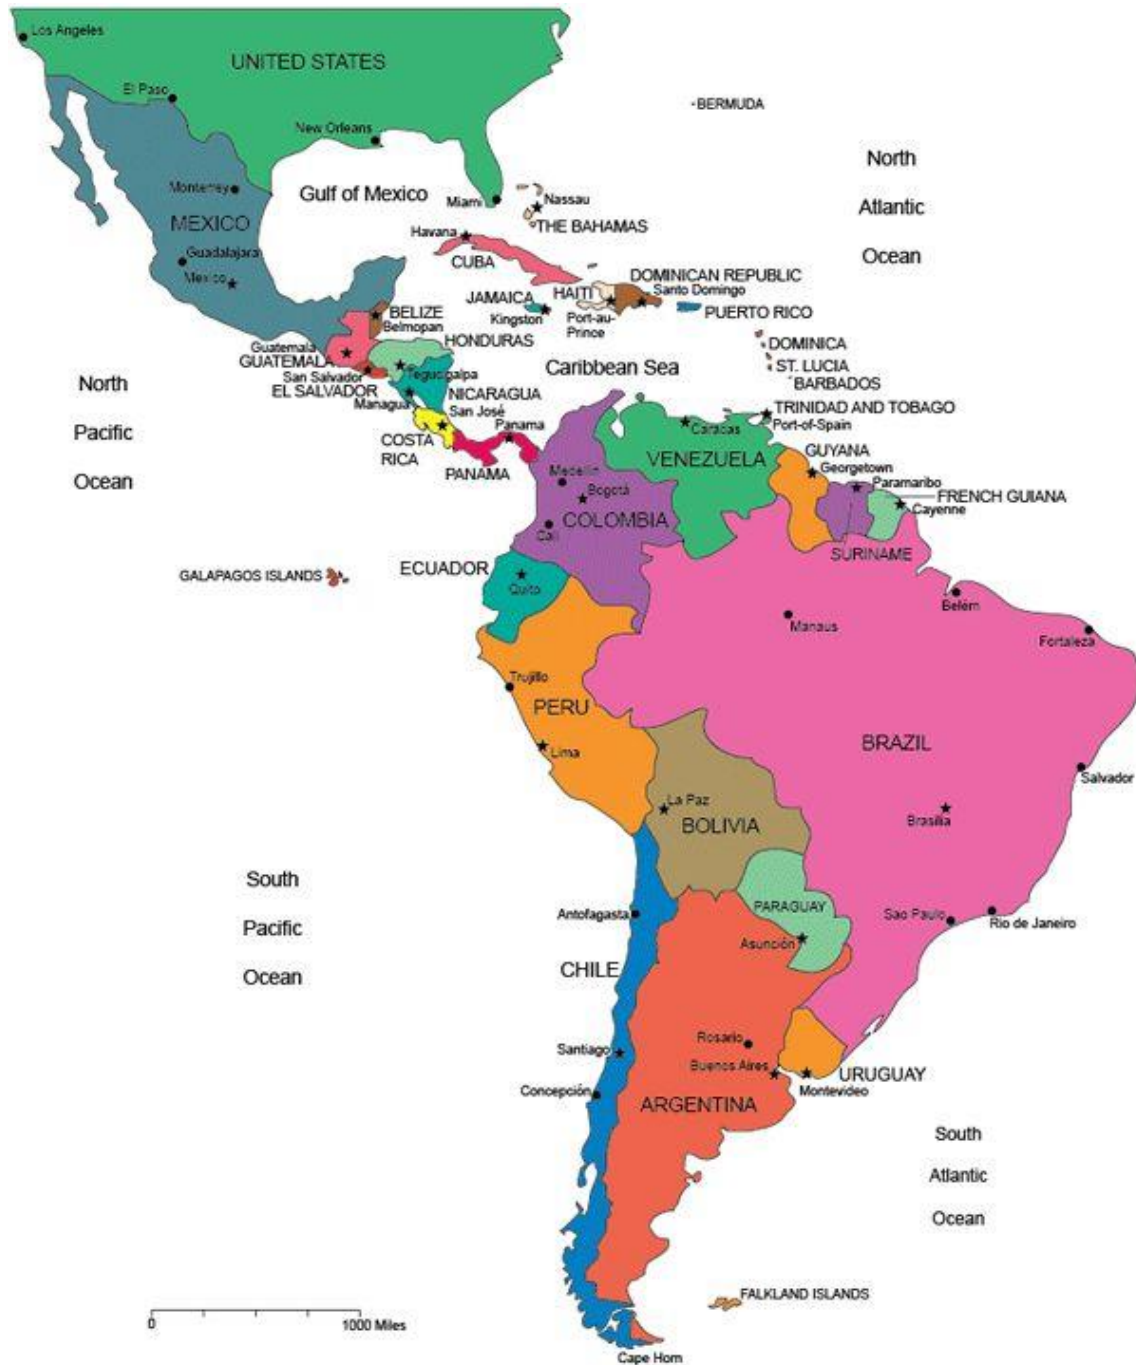 Los Angeles
UNITED STATES
El Paso
BERMUDA
New Orleans
North
Atlantic
Ocean
Monterrey
Gulf of Mexico
Miami
Nassau
THE BAHAMAS
MEXICO
Havana
Guadalajara
CUBA
Mexico
DOMINICAN REPUBLIC
Santo Domingo
HAITI
JAMAICA
Kingston
Port-au-
Prince
PUERTO RICO
BELIZE
Belmopan
HONDURAS
DOMINICA
Guatemala
GUATEMALA
Caribbean Sea
ST. LUCIA
San Salvador
Tegucigalpa
BARBADOS
North
Pacific
Ocean
EL SALVADOR
NICARAGUA
Managua
San José
TRINIDAD AND TOBAGO
Port-of-Spain
Panama
Caracas
COSTA
RICA
PANAMA
VENEZUELA
GUYANA
Georgetown
Medellín
Paramaribo
Bogotá
FRENCH GUIANA
Cayenne
COLOMBIA
Cali
SURINAME
ECUADOR
GALAPAGOS ISLANDS
Quito
Belém
Manaus
Fortaleza
Trujillo
PERU
BRAZIL
Lima
Salvador
La Paz
BOLIVIA
Brasilia
South
Pacific
Ocean
PARAGUAY
Antofagasta
Sao Paulo
Rio de Janeiro
Asunción
CHILE
Rosario
Santiago
Buenos Aires
URUGUAY
Montevideo
Concepción
ARGENTINA
South
Atlantic
Ocean
FALKLAND ISLANDS
0 1000 Miles
Cape Horn